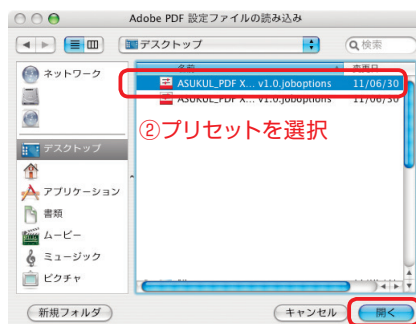 Adobe PDF 設定ファイルの読み込み
デスクトップ
検索
名前
変更日
ネットワーク
ASUKUL_PDF X... v1.0.joboptions 11/06/30
ASUKUL_PDF X... v1.0.joboptions 11/06/30
②プリセットを選択
デスクトップ
アプリケーション
書類
ムービー
ミュージック
ピクチャ
新規フォルダ
キャンセル
開く